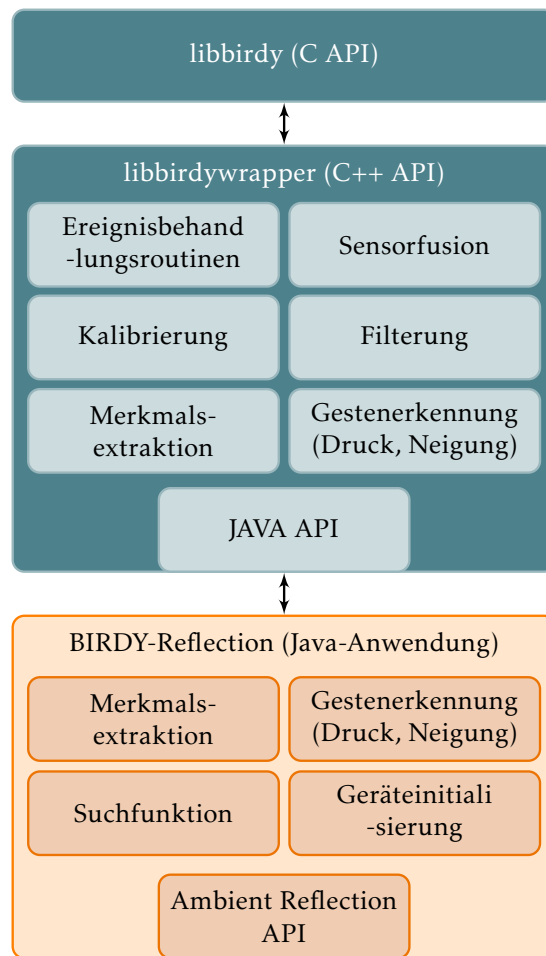 libbirdy (C API)
libbirdywrapper (C++ API)
Ereignisbehand
-lungsroutinen
Sensorfusion
Kalibrierung
Filterung
Merkmals-
extraktion
Gestenerkennung
(Druck, Neigung)
JAVA API
BIRDY-Reflection (Java-Anwendung)
Merkmals-
extraktion
Gestenerkennung
(Druck, Neigung)
Suchfunktion
Geräteinitiali
-sierung
Ambient Reflection
API